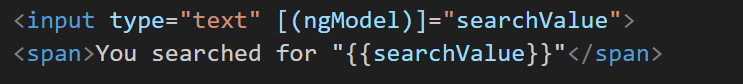 <input type="text" [(ngModel)]="searchValue">
<span>You searched for "{{searchValue}}"</span>